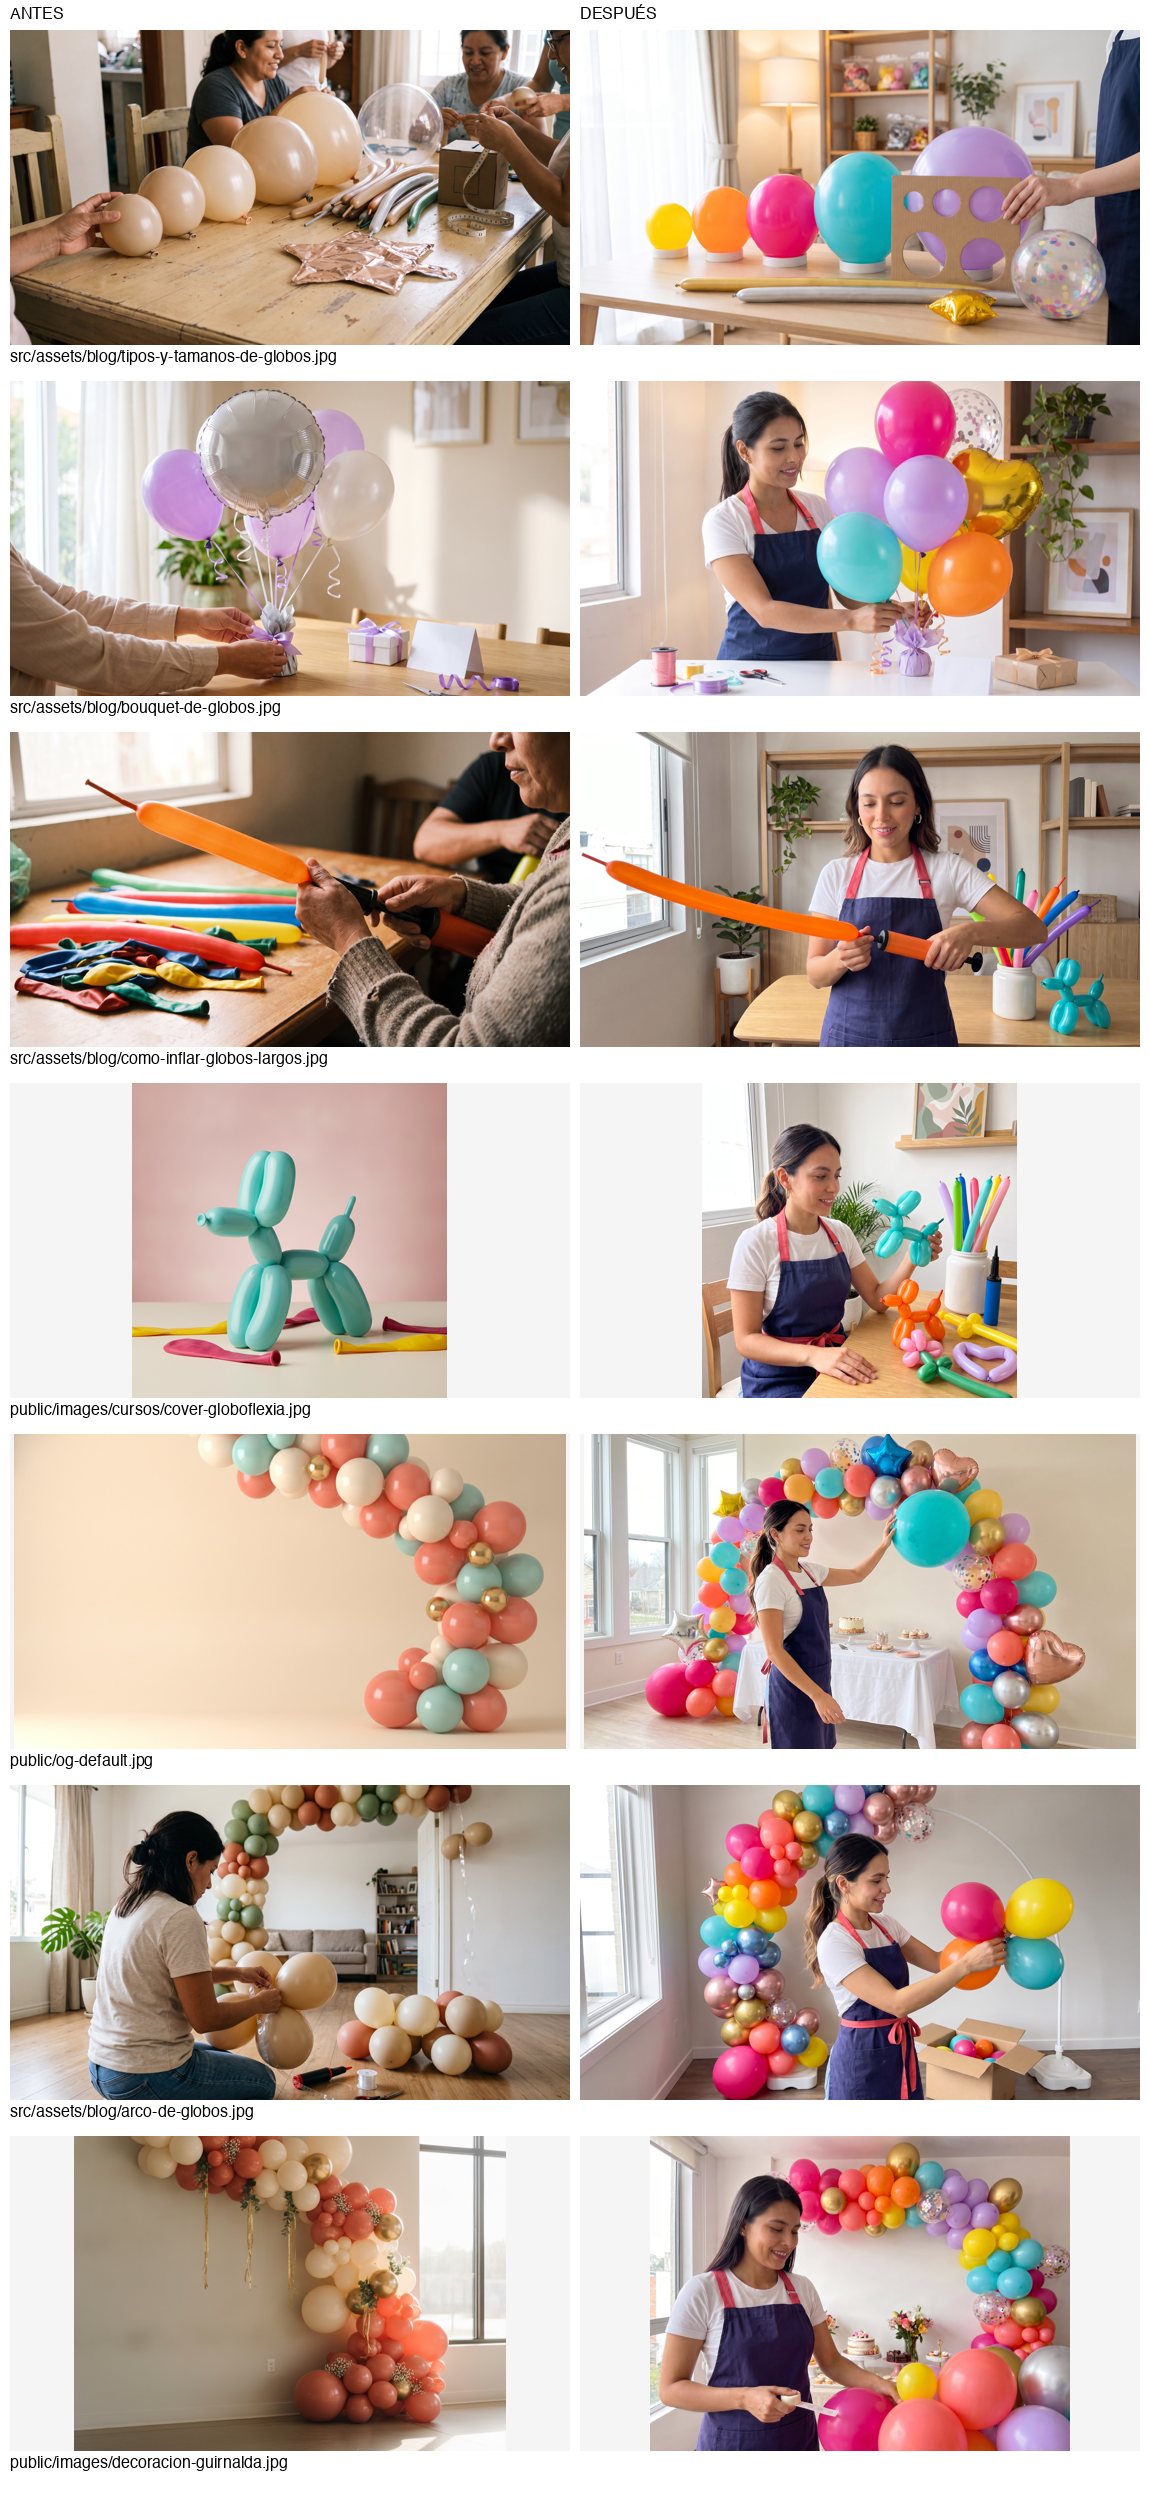 ANTES
DESPUÉS
src/assets/blog/tipos-y-tamanos-de-globos.jpg
src/assets/blog/bouquet-de-globos.jpg
src/assets/blog/como-inflar-globos-largos.jpg
public/images/cursos/cover-globoflexia.jpg
public/og-default.jpg
src/assets/blog/arco-de-globos.jpg
public/images/decoracion-guirnalda.jpg